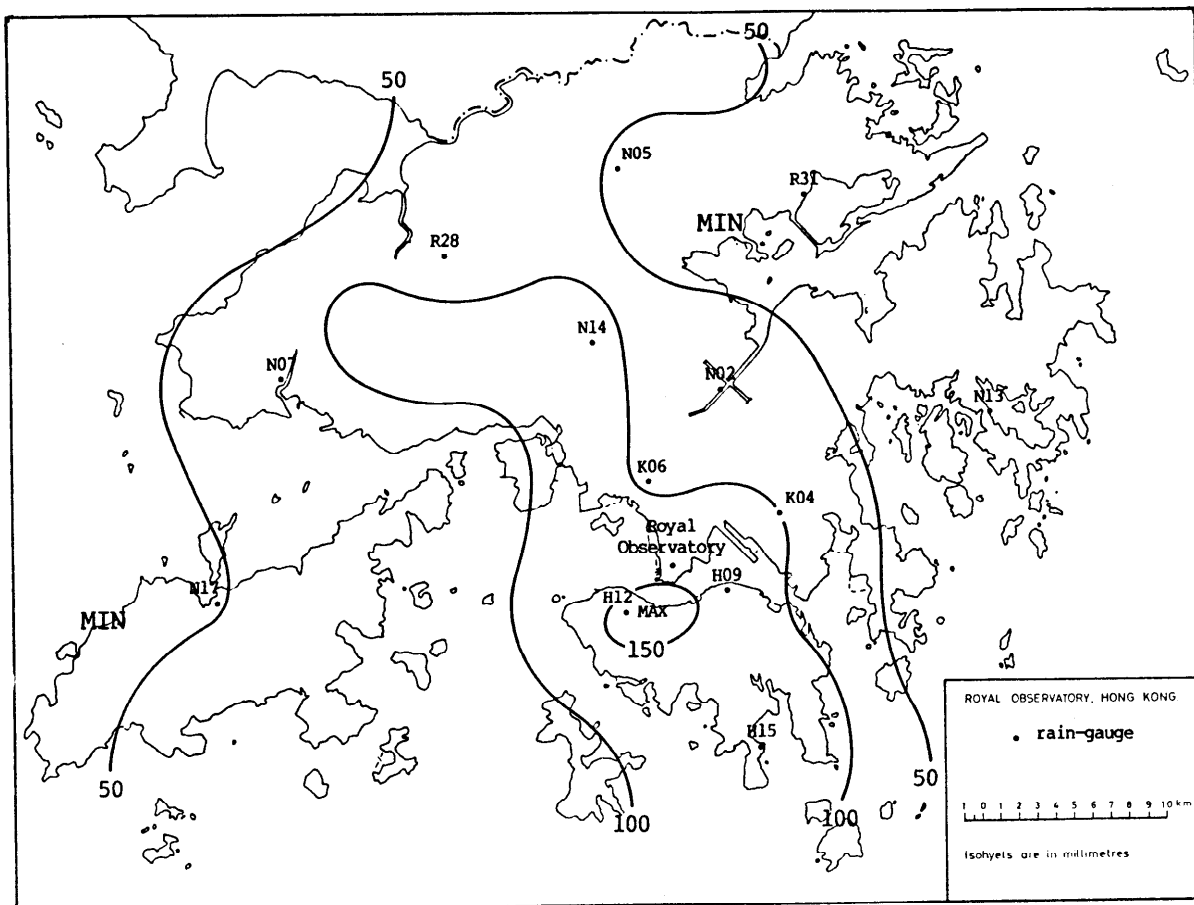 50
50
N05
R31
MIN
R28
N14
N07
N02
N13
K06
K04
Royal
Observatory
H09
H12
MAX
MIN
150
H15
50
100
100
50
ROYAL OBSERVATORY, HONG KONG
• rain-gauge
1 0 1 2 3 4 5 6 7 8 9 10 km
Isohyels are in millimetres